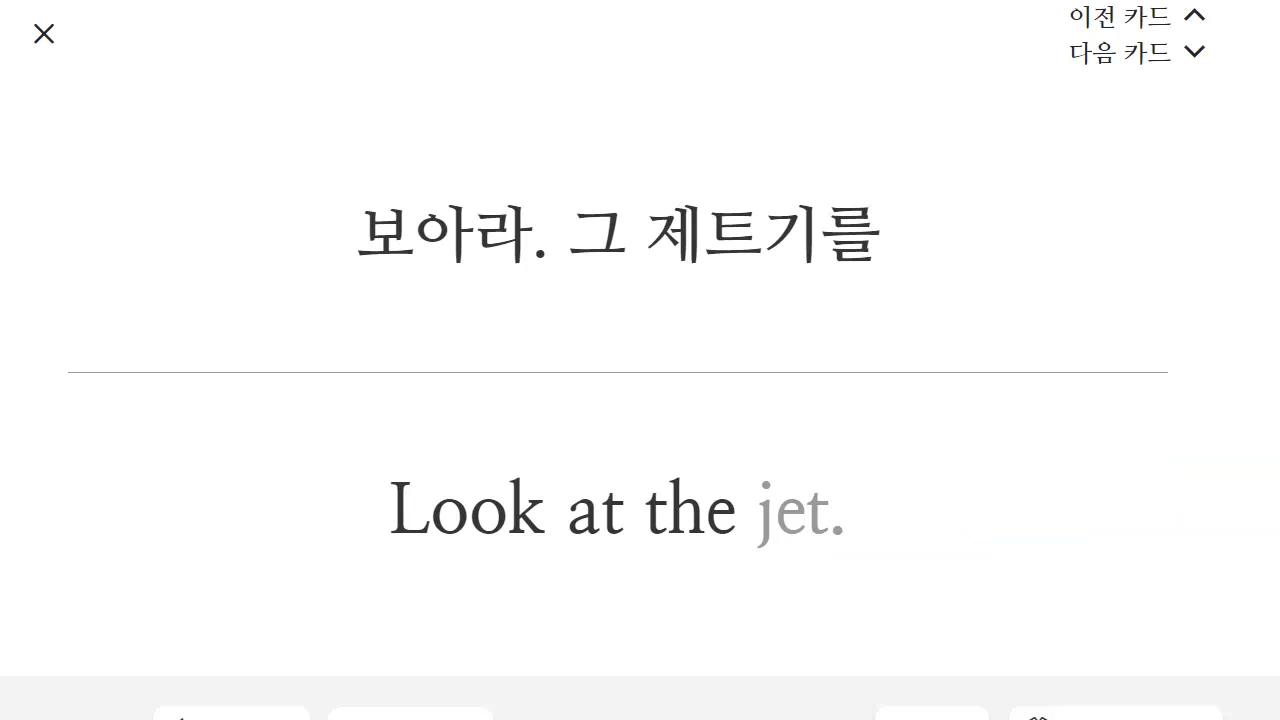 이전 카드
다음 카드
보아라. 그 제트기를
Look at the jet.